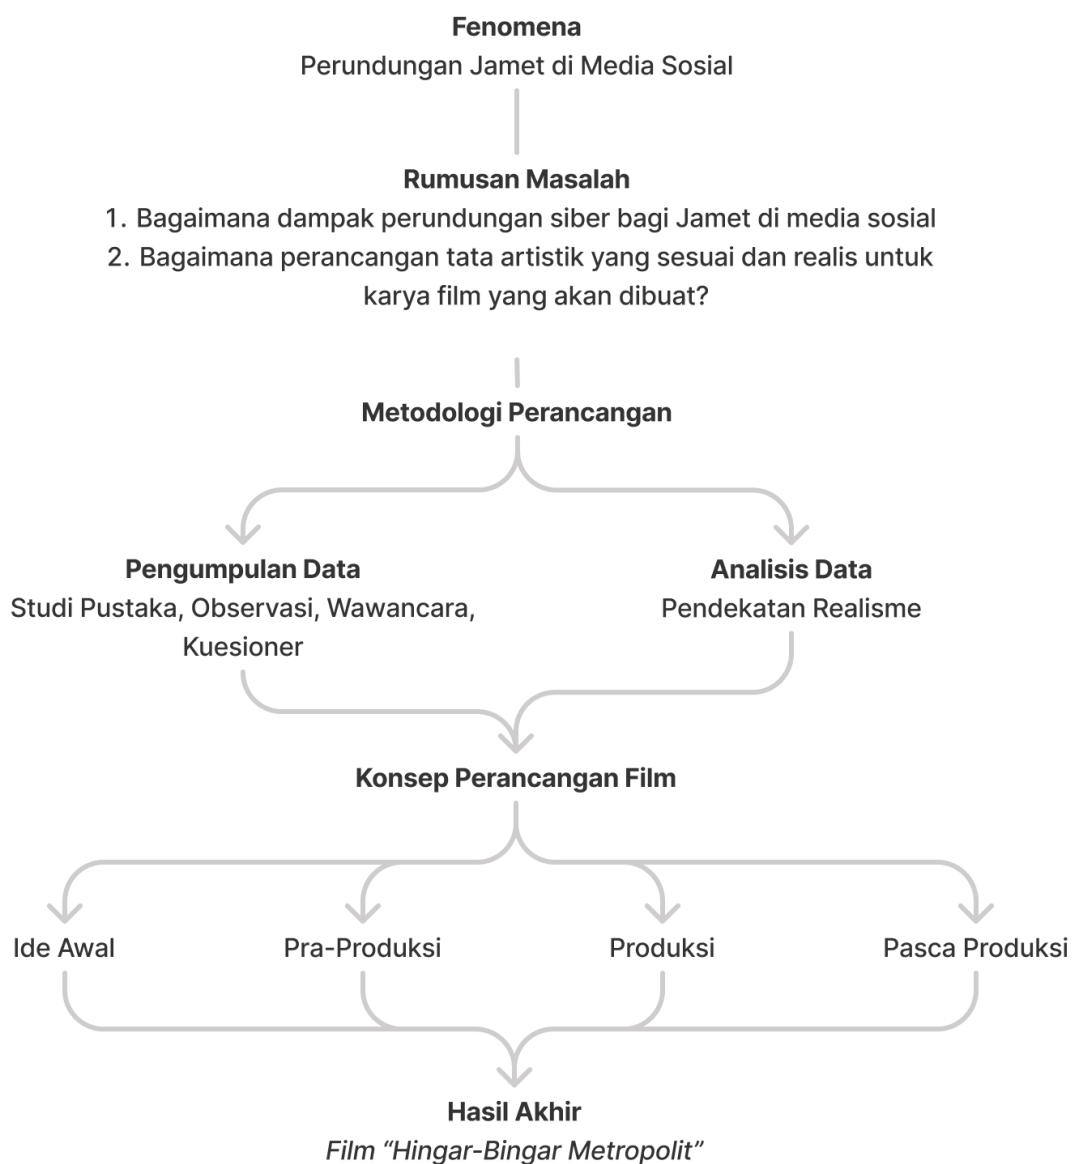 Fenomena
Perundungan Jamet di Media Sosial
Rumusan Masalah
1. Bagaimana dampak perundungan siber bagi Jamet di media sosial
2. Bagaimana perancangan tata artistik yang sesuai dan realis untuk
karya film yang akan dibuat?
Metodologi Perancangan
Pengumpulan Data
Studi Pustaka, Observasi, Wawancara,
Kuesioner
Analisis Data
Pendekatan Realisme
Konsep Perancangan Film
Ide Awal
Pra-Produksi
Produksi
Pasca Produksi
Hasil Akhir
Film “Hingar-Bingar Metropolit”